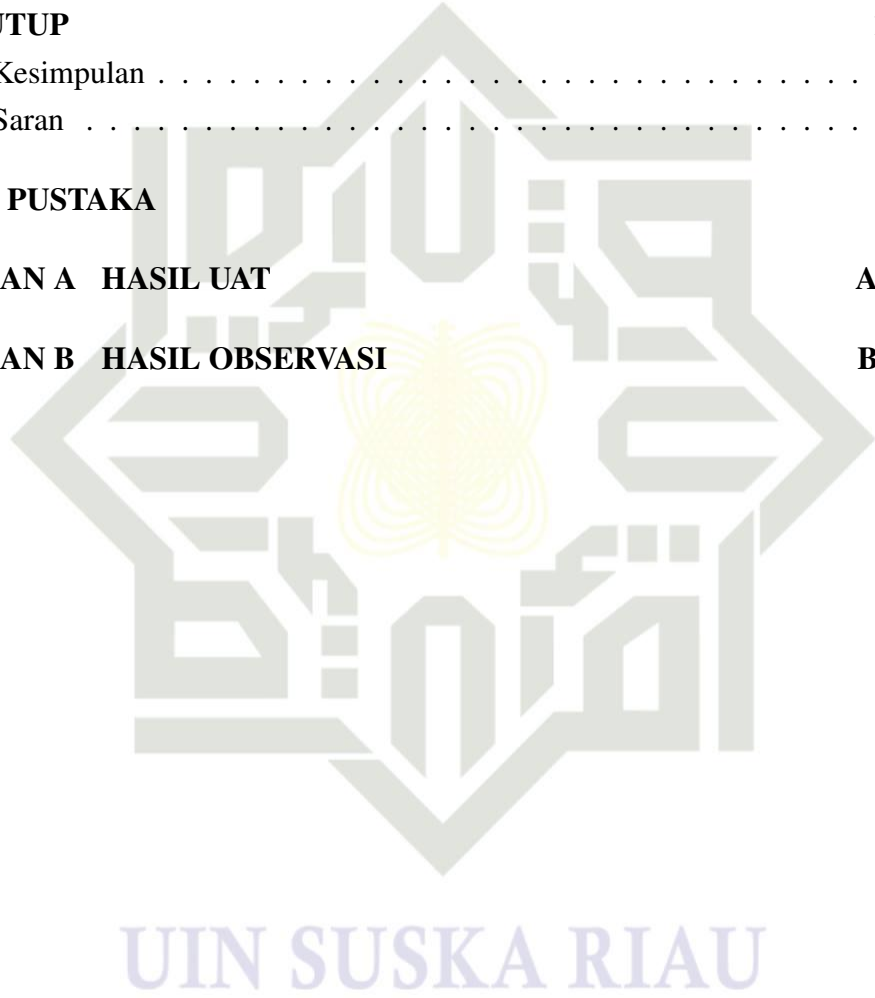 UTUP
Kesimpulan . . . . . . . . . . . . . . . . . . . . . . . . . . . . . .
Saran . . . . . . . . . . . . . . . . . . . . . . . . . . . . . . . . .
PUSTAKA
AN A HASIL UAT A
AN B HASIL OBSERVASI B
UIN SUSKA RIAU